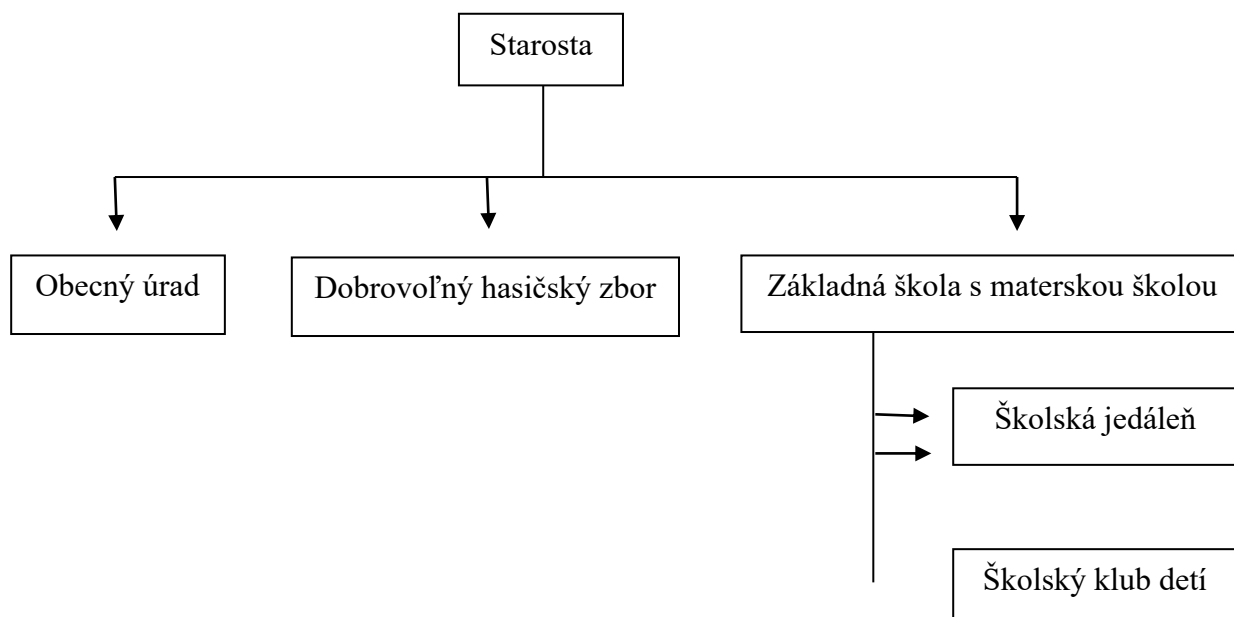 Starosta
Obecný úrad
Dobrovoľný hasičský zbor
Základná škola s materskou školou
Školská jedáleň
Školský klub detí